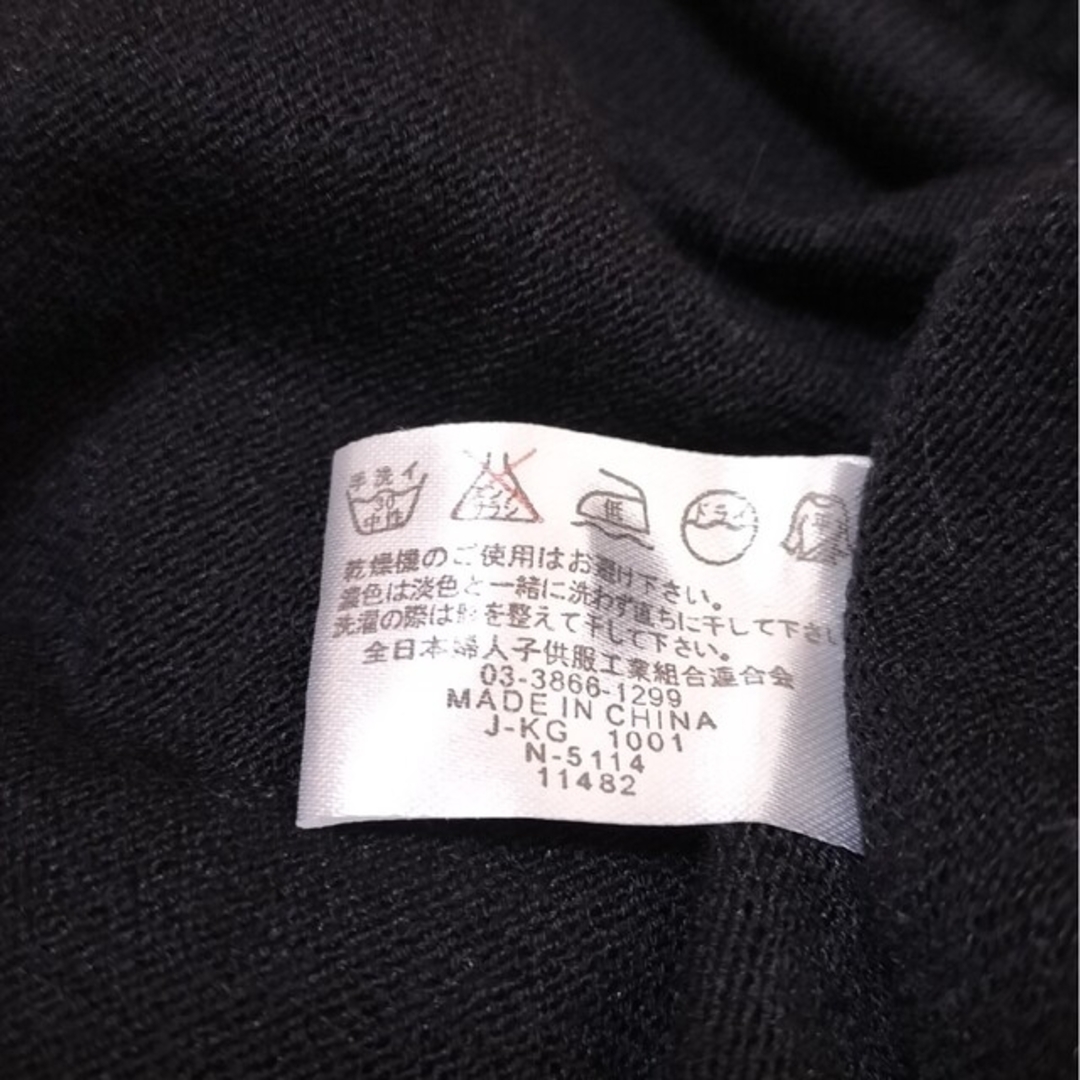 手洗イ
30
中性
エンソ
サラシ
低
ドライ
平
乾燥機のご使用はお避け下さい。
濃色は淡色と一緒に洗わず直ちに干して下さい
洗濯の際は形を整えて干して下さい。
全日本婦人子供服工業組合連合会
03-3866-1299
MADE IN CHINA
J-KG 1001
N-5114
11482